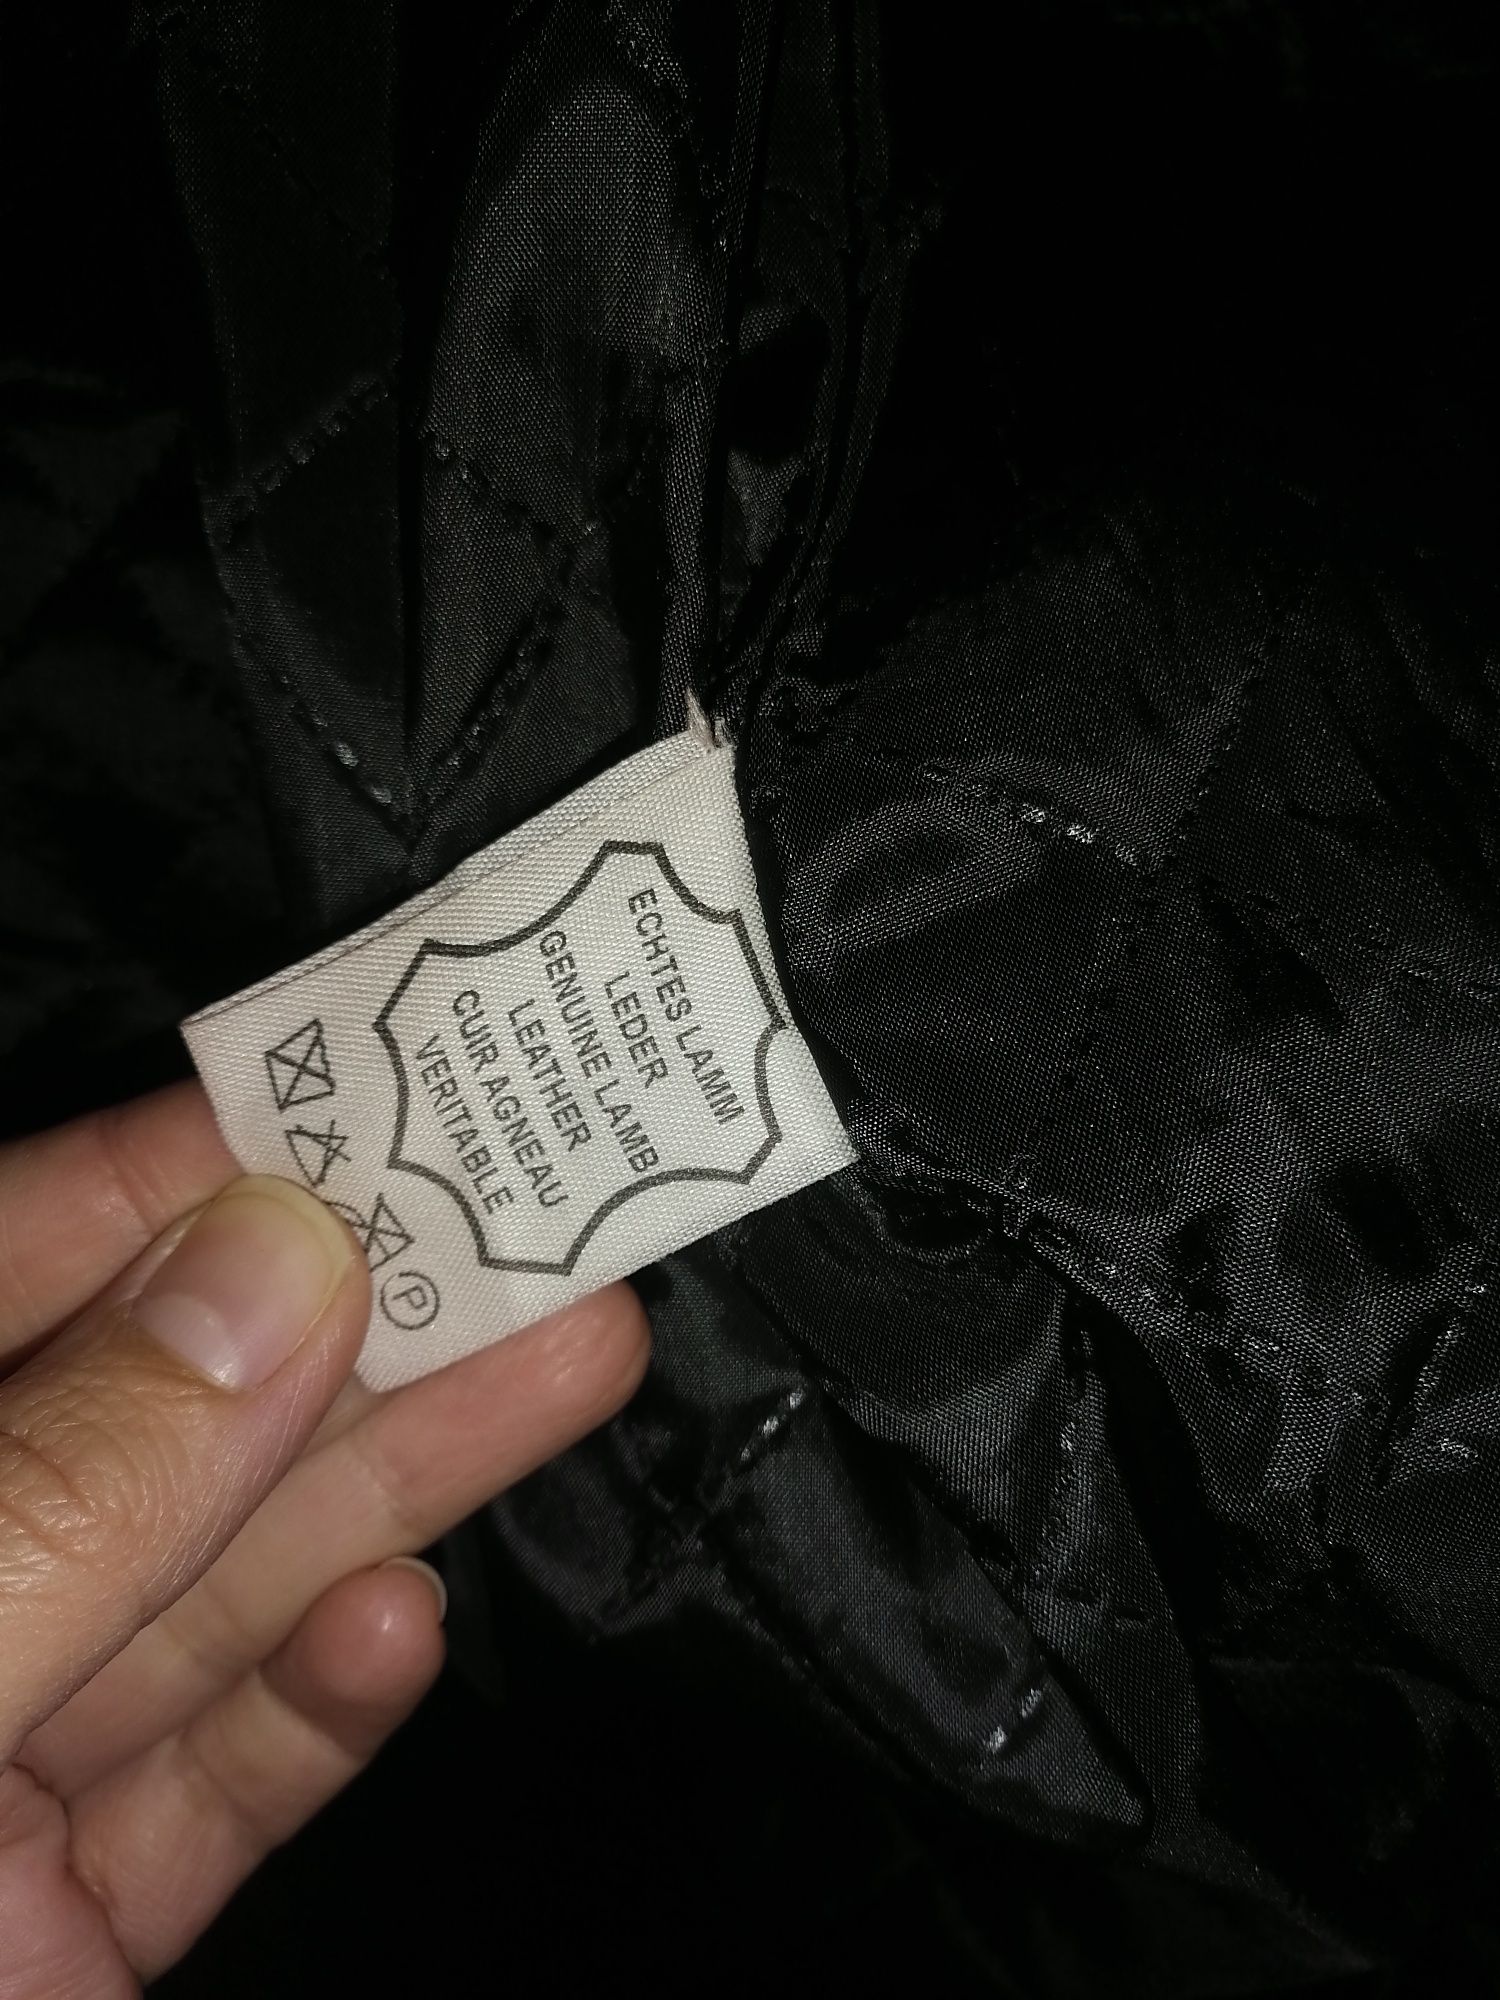 ECHTES LAMM
LEDER
GENUINE LAMB
LEATHER
CUIR AGNEAU
VERITABLE
P